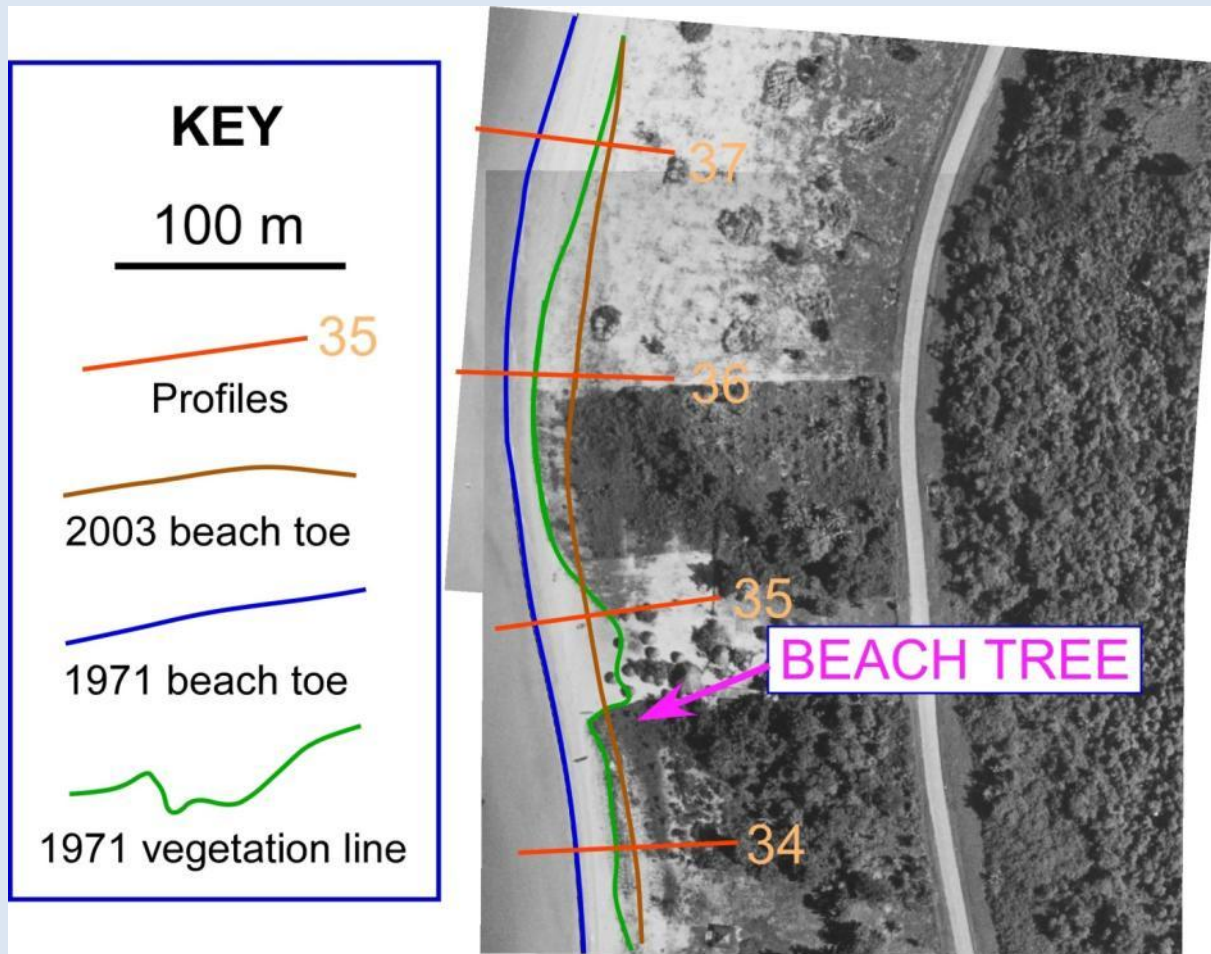 KEY
100 m
35
Profiles
2003 beach toe
1971 beach toe
1971 vegetation line
37
36
35
BEACH TREE
34